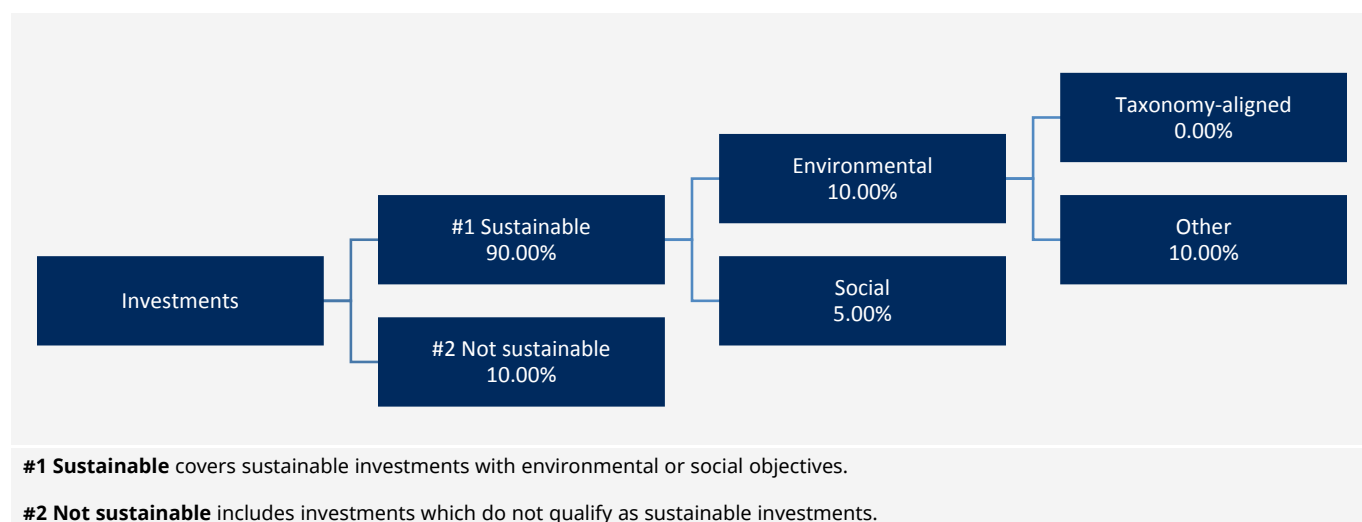 Investments
#1 Sustainable
90.00%
#2 Not sustainable
10.00%
Environmental
10.00%
Social
5.00%
Taxonomy-aligned
0.00%
Other
10.00%
#1 Sustainable covers sustainable investments with environmental or social objectives.
#2 Not sustainable includes investments which do not qualify as sustainable investments.